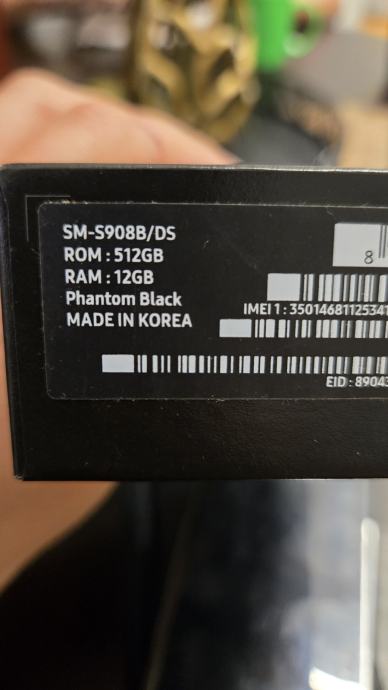 SM-S908B/DS
ROM : 512GB
RAM : 12GB
Phantom Black
MADE IN KOREA
8
IMEI 1 : 35014681125341
EID : 89043